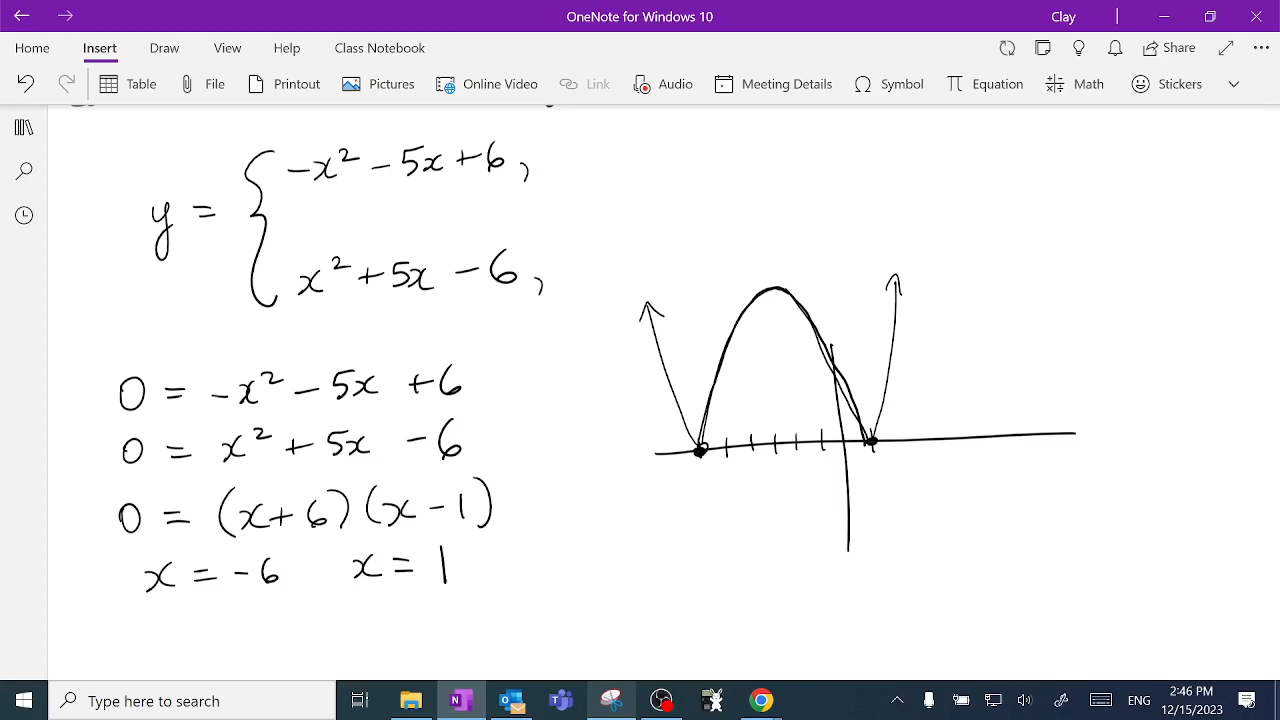 OneNote for Windows 10
Clay
Home Insert Draw View Help Class Notebook Share
Table File Printout Pictures Online Video Link Audio Meeting Details Symbol Equation Math Stickers
y = { -x² - 5x + 6 ,
x² + 5x - 6 ,
0 = -x² - 5x + 6
0 = x² + 5x - 6
0 = (x + 6)(x - 1)
x = -6 x = 1
Type here to search
ENG
2:46 PM
12/15/2023